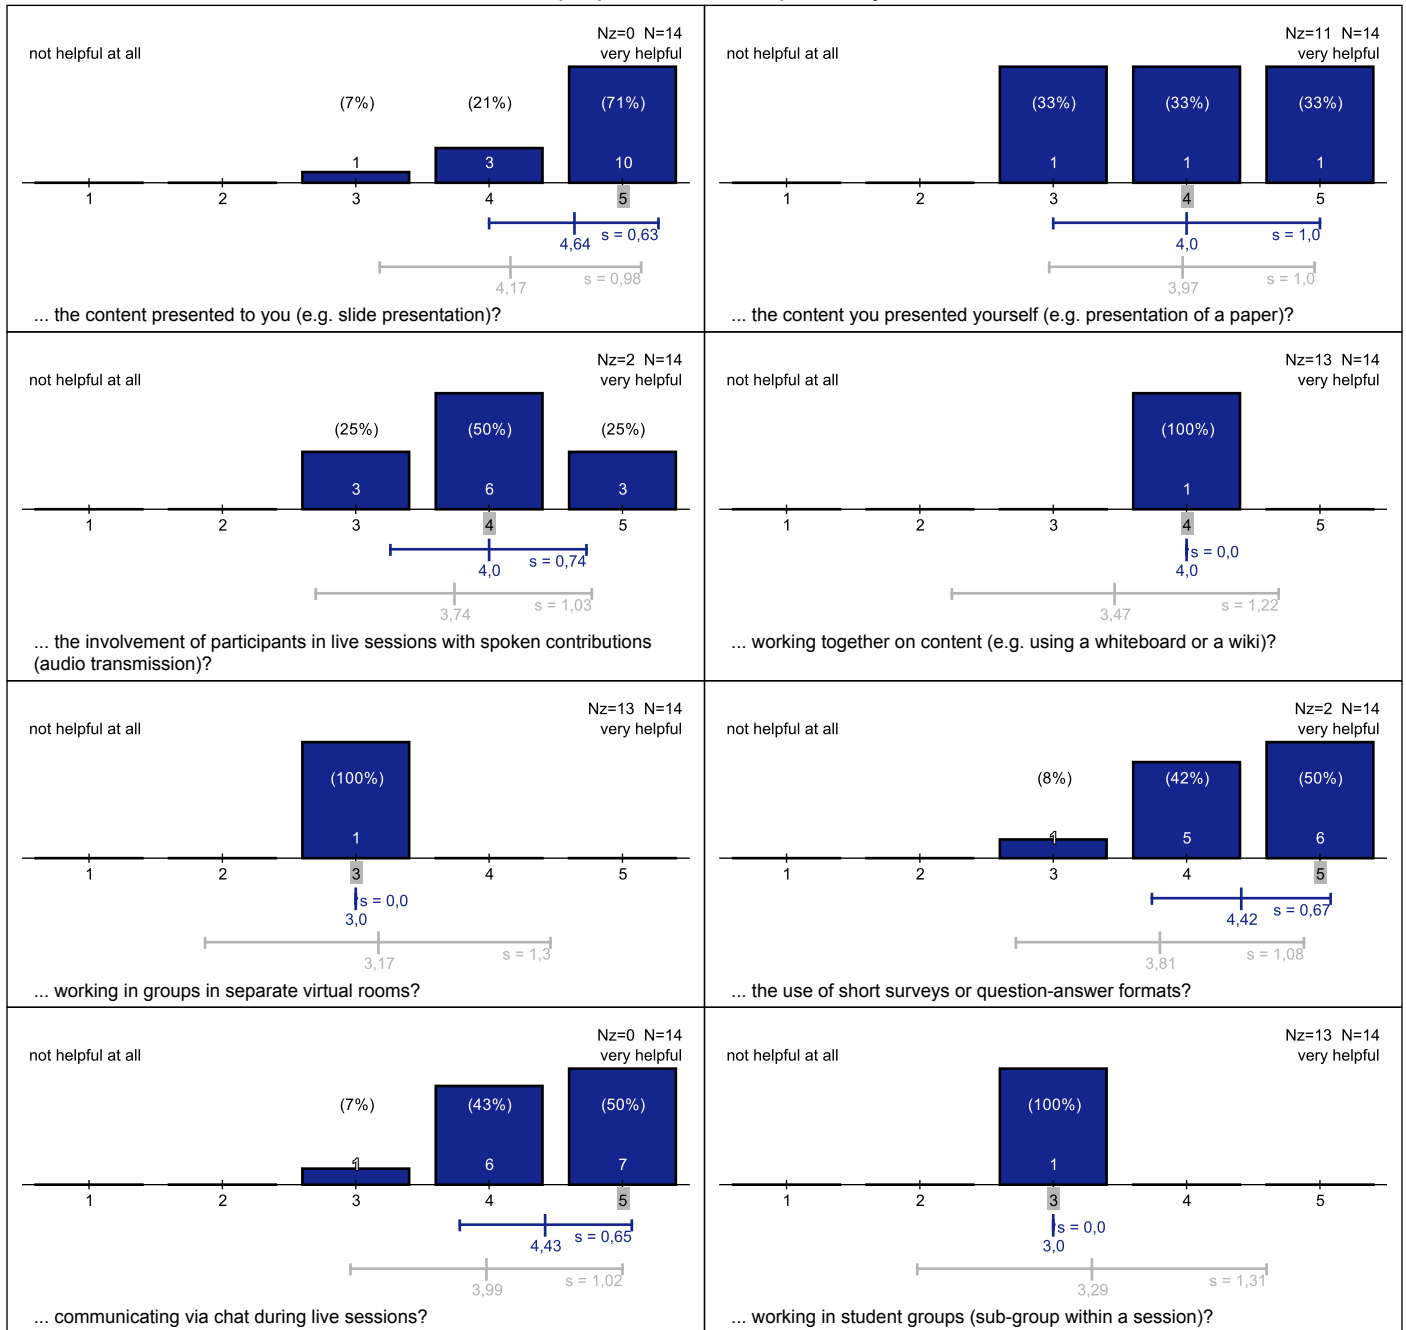 Nz=0 N=14
not helpful at all very helpful
(7%) (21%) (71%)
1 3 10
1 2 3 4 5
4,64 s = 0,63
4,17 s = 0,98
... the content presented to you (e.g. slide presentation)?
Nz=11 N=14
not helpful at all very helpful
(33%) (33%) (33%)
1 1 1
1 2 3 4 5
4,0 s = 1,0
3,97 s = 1,0
... the content you presented yourself (e.g. presentation of a paper)?
Nz=2 N=14
not helpful at all very helpful
(25%) (50%) (25%)
3 6 3
1 2 3 4 5
4,0 s = 0,74
3,74 s = 1,03
... the involvement of participants in live sessions with spoken contributions
(audio transmission)?
Nz=13 N=14
not helpful at all very helpful
(100%)
1
1 2 3 4 5
s = 0,0
4,0
3,47 s = 1,22
... working together on content (e.g. using a whiteboard or a wiki)?
Nz=13 N=14
not helpful at all very helpful
(100%)
1
1 2 3 4 5
s = 0,0
3,0
3,17 s = 1,3
... working in groups in separate virtual rooms?
Nz=2 N=14
not helpful at all very helpful
(8%) (42%) (50%)
1 5 6
1 2 3 4 5
4,42 s = 0,67
3,81 s = 1,08
... the use of short surveys or question-answer formats?
Nz=0 N=14
not helpful at all very helpful
(7%) (43%) (50%)
1 6 7
1 2 3 4 5
4,43 s = 0,65
3,99 s = 1,02
... communicating via chat during live sessions?
Nz=13 N=14
not helpful at all very helpful
(100%)
1
1 2 3 4 5
s = 0,0
3,0
3,29 s = 1,31
... working in student groups (sub-group within a session)?